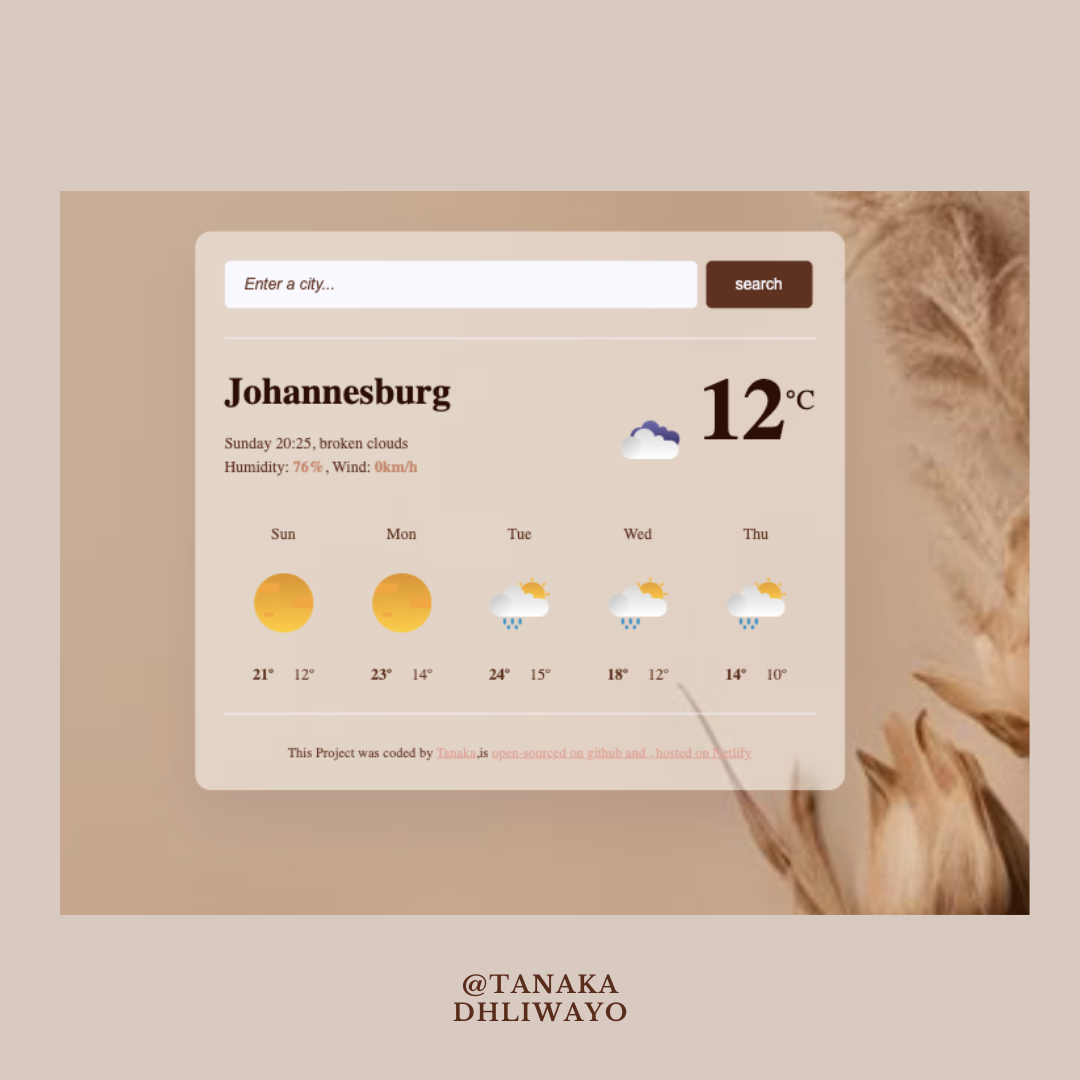 Enter a city...
search
Johannesburg
12°C
Sunday 20:25, broken clouds
Humidity: 76%, Wind: 0km/h
Sun Mon Tue Wed Thu
21° 12° 23° 14° 24° 15° 18° 12° 14° 10°
This Project was coded by Tanaka,is open-sourced on github and , hosted on Netlify
@TANAKA
DHLIWAYO